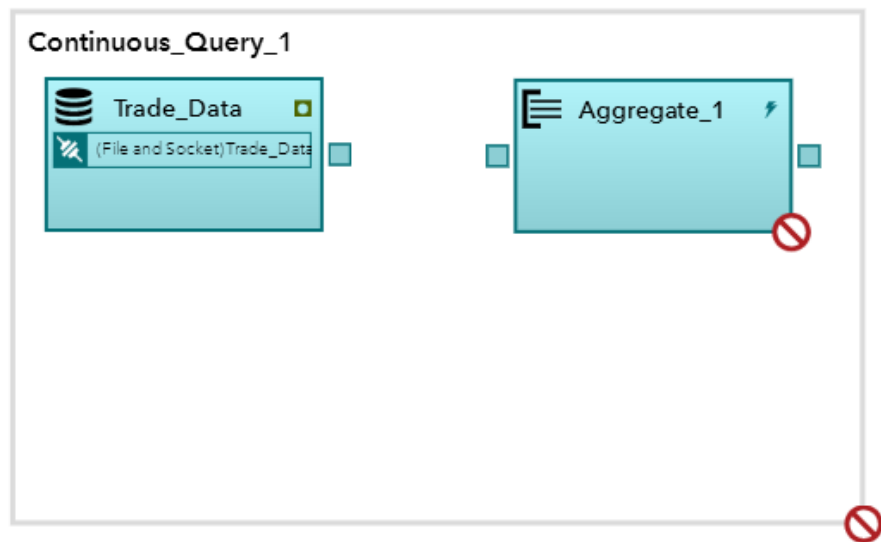 Continuous_Query_1
Trade_Data
(File and Socket)Trade_Data
Aggregate_1